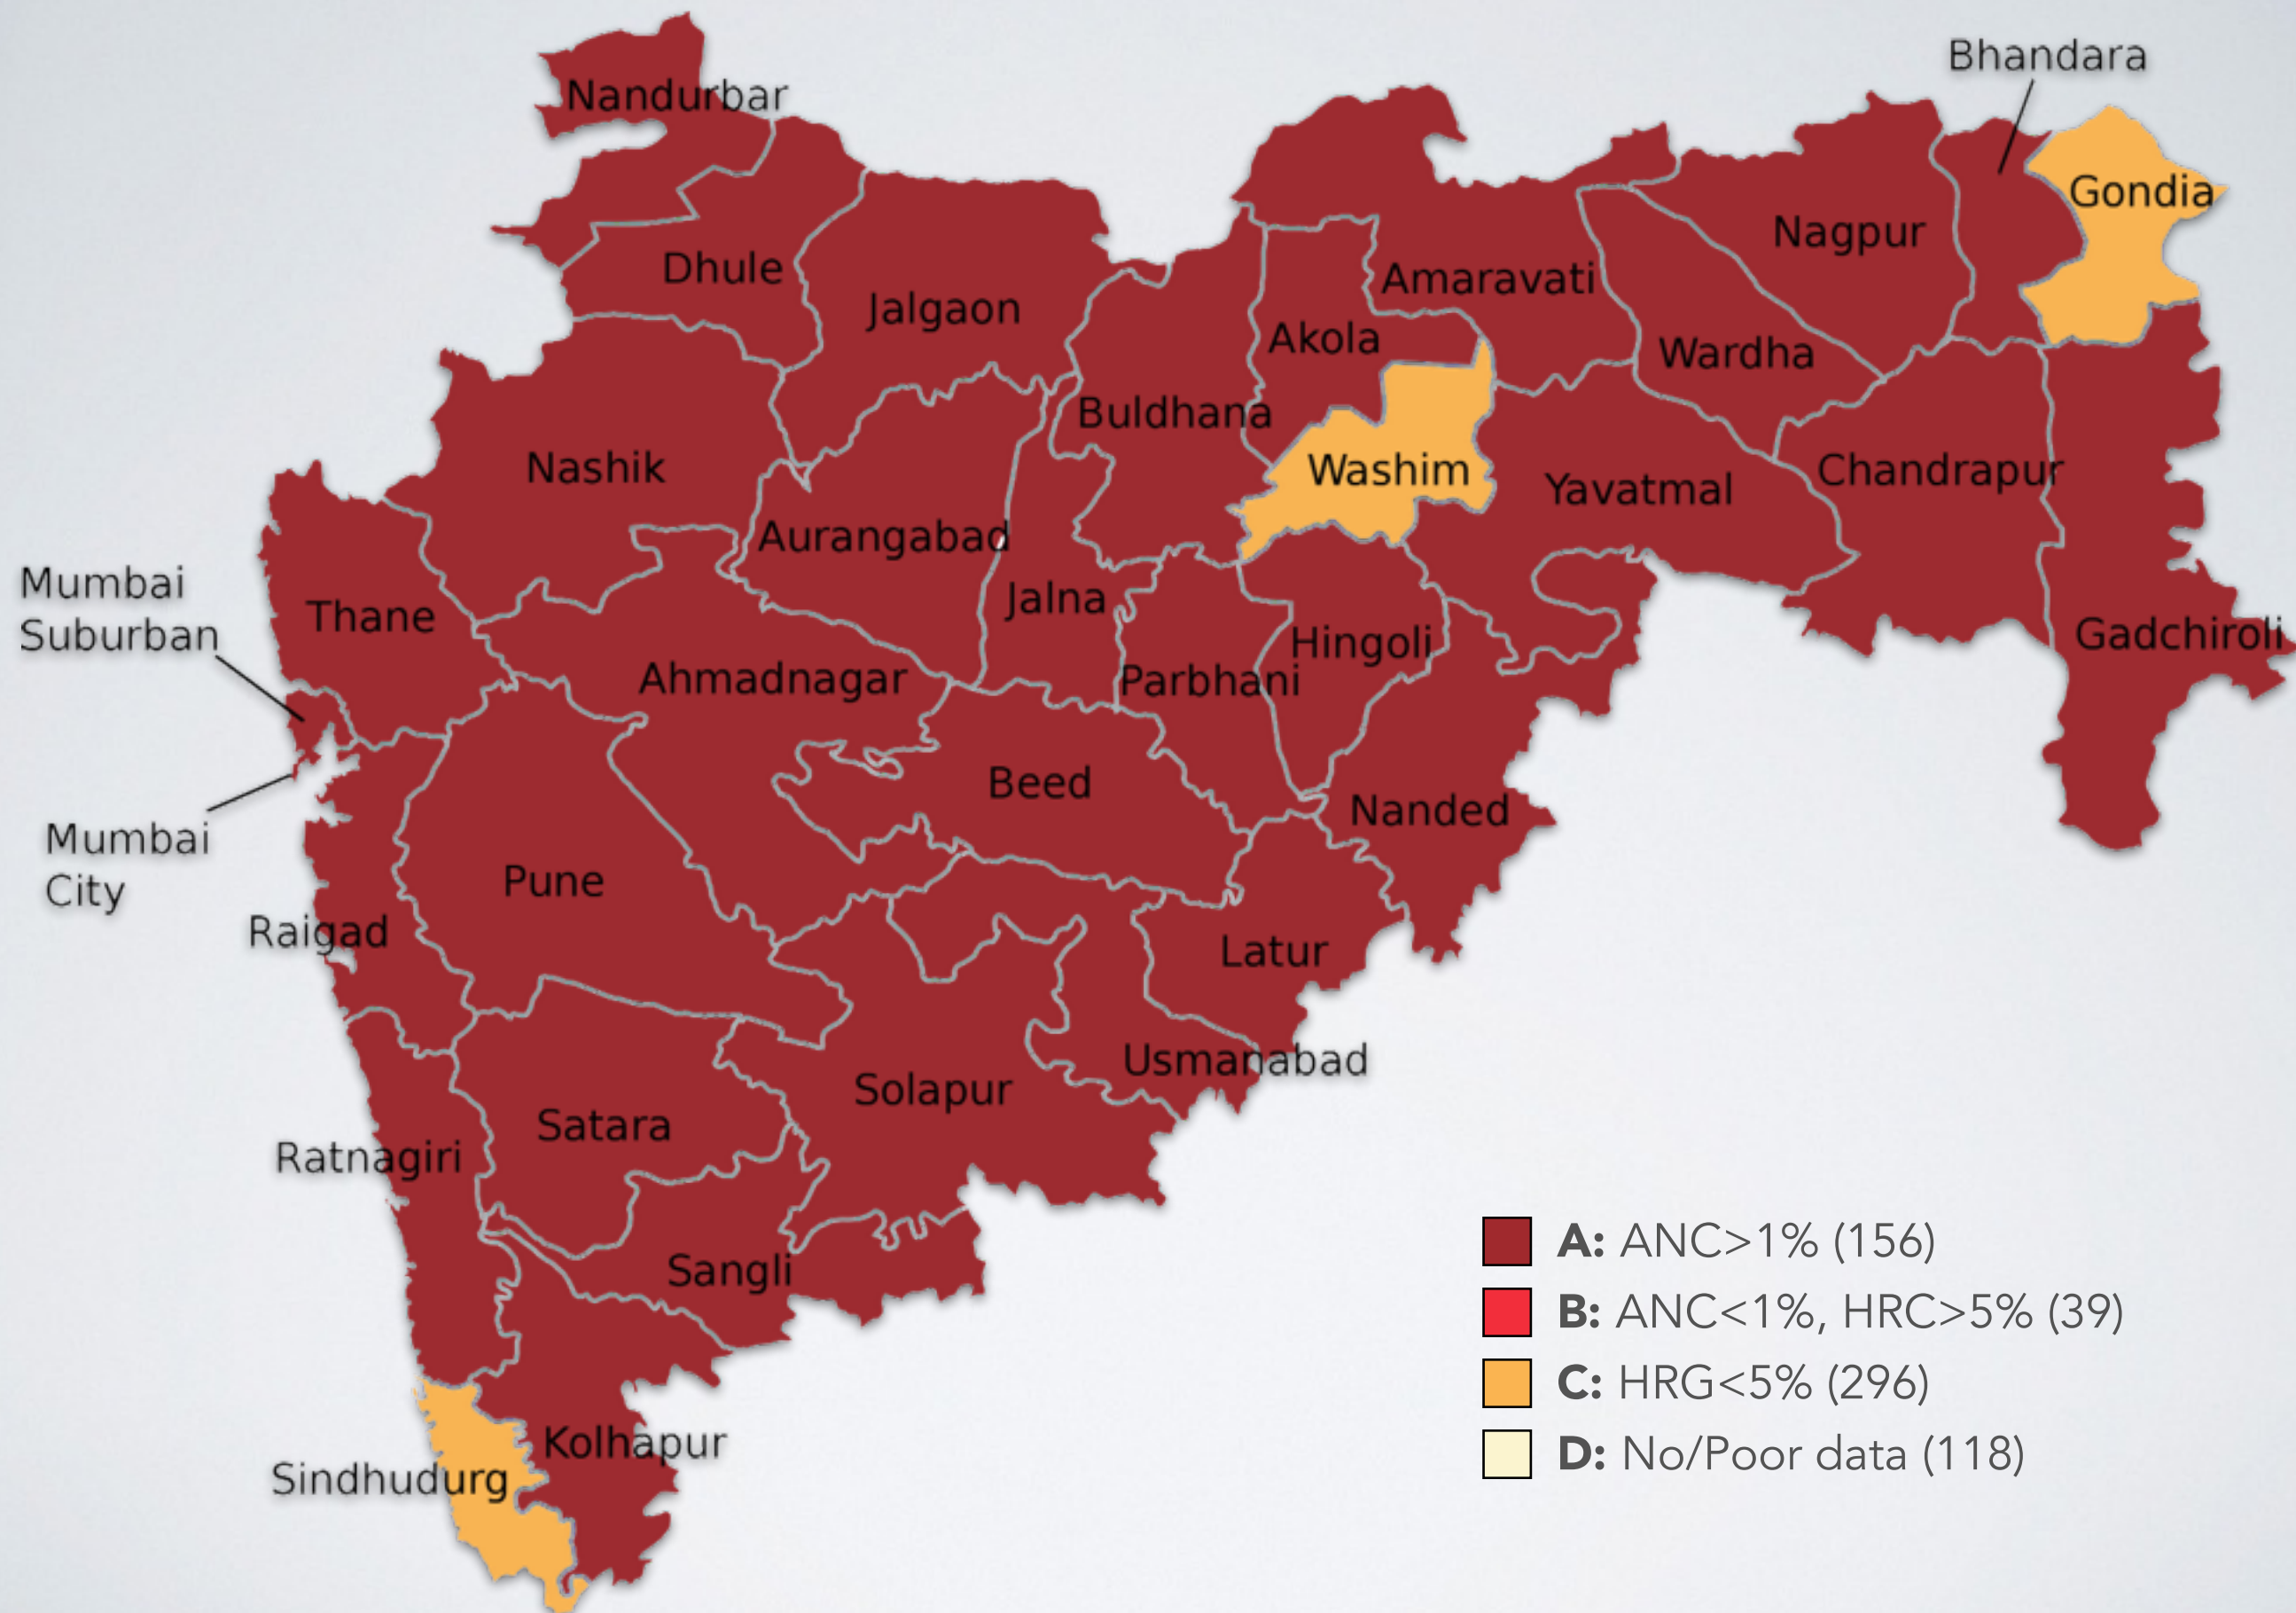 Bhandara
Nandurbar
Gondia
Nagpur
Dhule
Amaravati
Jalgaon
Akola
Wardha
Buldhana
Nashik
Washim
Chandrapur
Yavatmal
Aurangabad
Mumbai
Suburban
Jalna
Thane
Hingoli
Gadchiroli
Ahmadnagar
Parbhani
Beed
Nanded
Mumbai
City
Pune
Raigad
Latur
Usmanabad
Solapur
Satara
Ratnagiri
Sangli
Kolhapur
Sindhudurg
A: ANC>1% (156)
B: ANC<1%, HRC>5% (39)
C: HRG<5% (296)
D: No/Poor data (118)